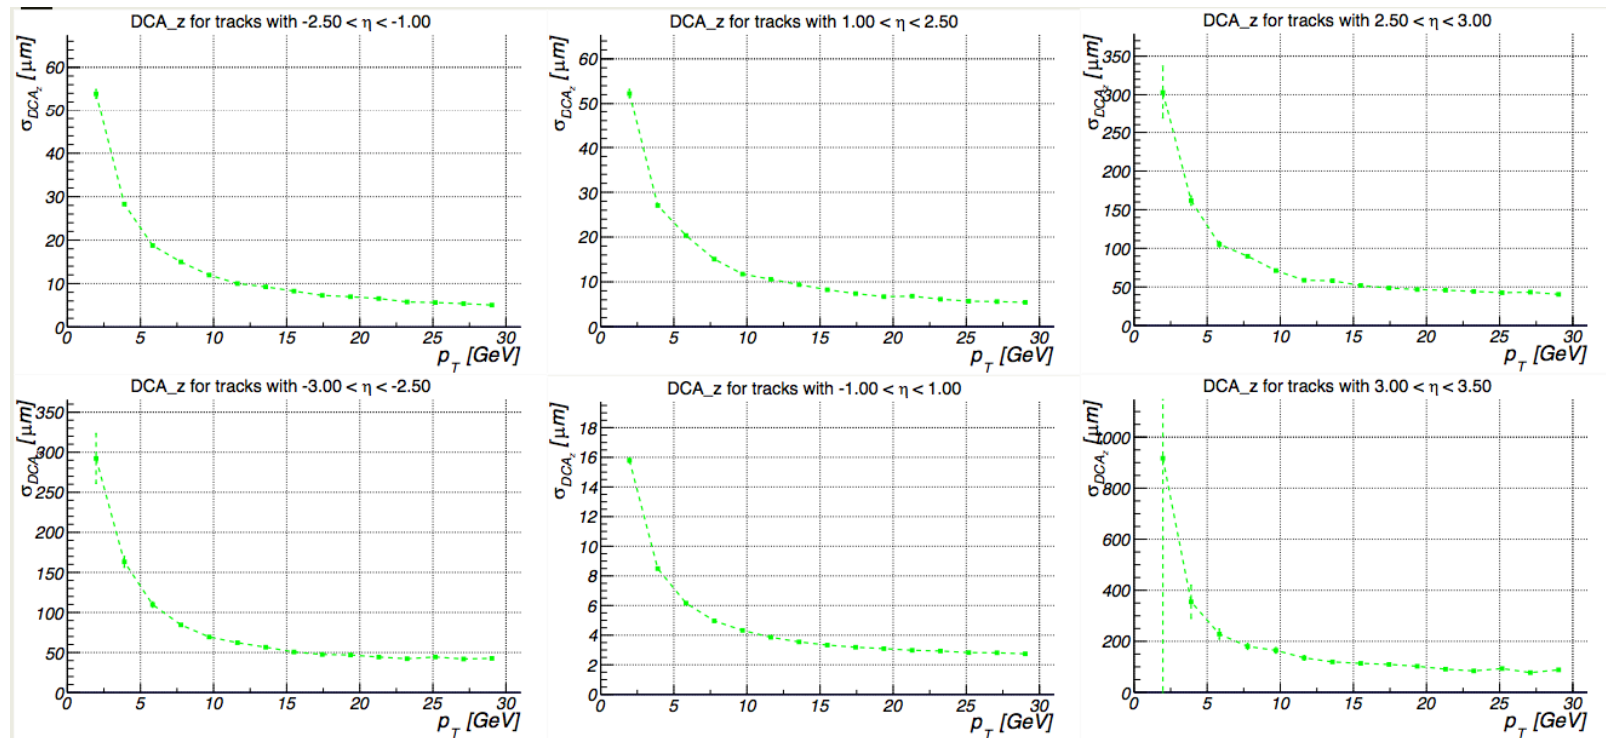 DCA_z for tracks with -2.50 < η < -1.00
σ_DCA_z [μm]
60
50
40
30
20
10
0
0 5 10 15 20 25 30
p_T [GeV]
DCA_z for tracks with 1.00 < η < 2.50
σ_DCA_z [μm]
60
50
40
30
20
10
0
0 5 10 15 20 25 30
p_T [GeV]
DCA_z for tracks with 2.50 < η < 3.00
σ_DCA_z [μm]
350
300
250
200
150
100
50
0
0 5 10 15 20 25 30
p_T [GeV]
DCA_z for tracks with -3.00 < η < -2.50
σ_DCA_z [μm]
350
300
250
200
150
100
50
0
0 5 10 15 20 25 30
p_T [GeV]
DCA_z for tracks with -1.00 < η < 1.00
σ_DCA_z [μm]
18
16
14
12
10
8
6
4
2
0
0 5 10 15 20 25 30
p_T [GeV]
DCA_z for tracks with 3.00 < η < 3.50
σ_DCA_z [μm]
1000
800
600
400
200
0
0 5 10 15 20 25 30
p_T [GeV]